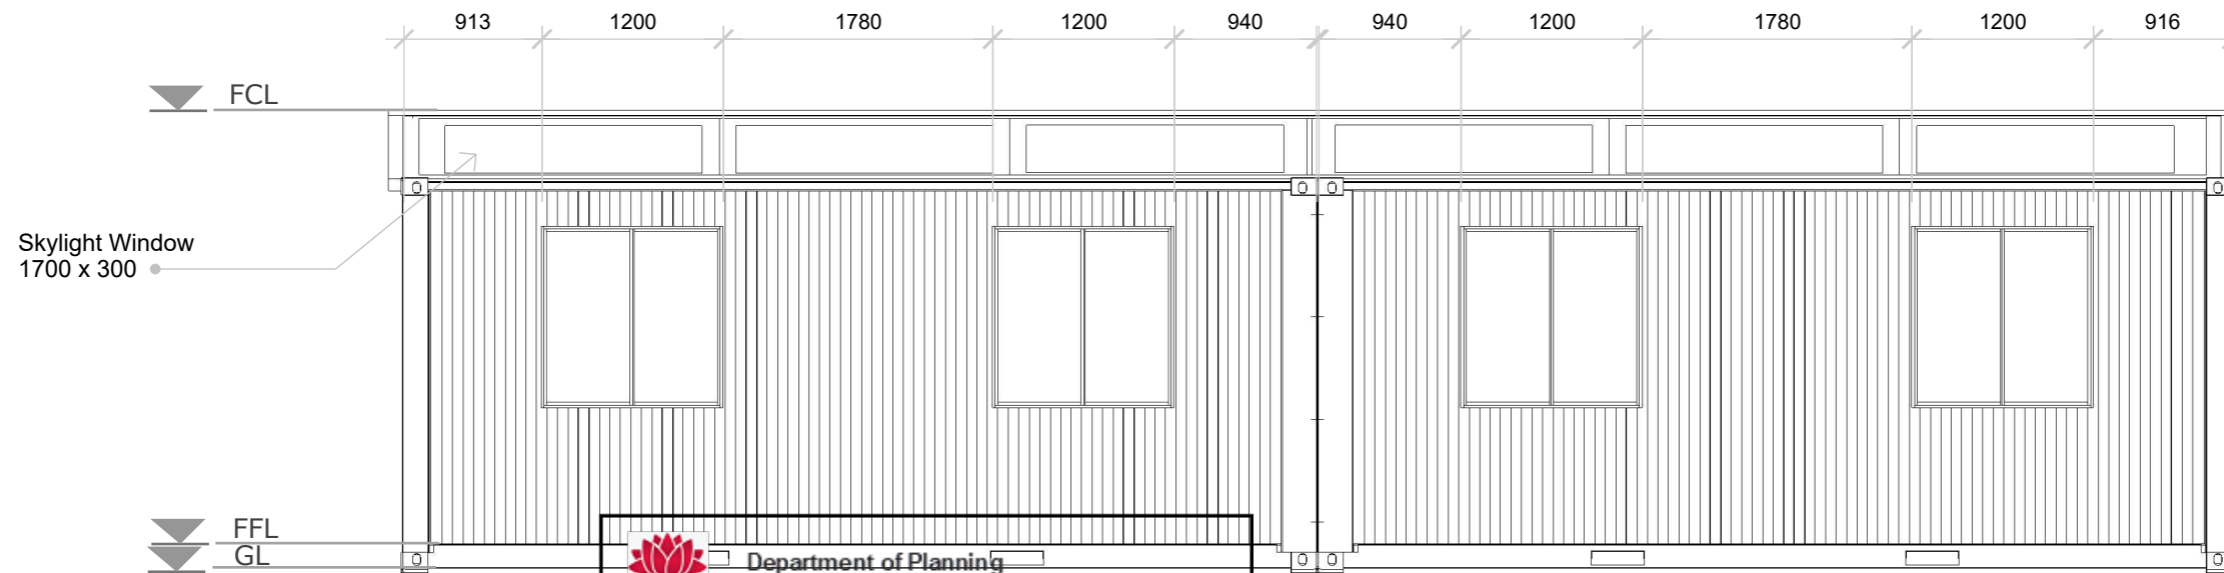 913 1200 1780 1200 940 940 1200 1780 1200 916
FCL
Skylight Window
1700 x 300
FFL
GL
Department of Planning